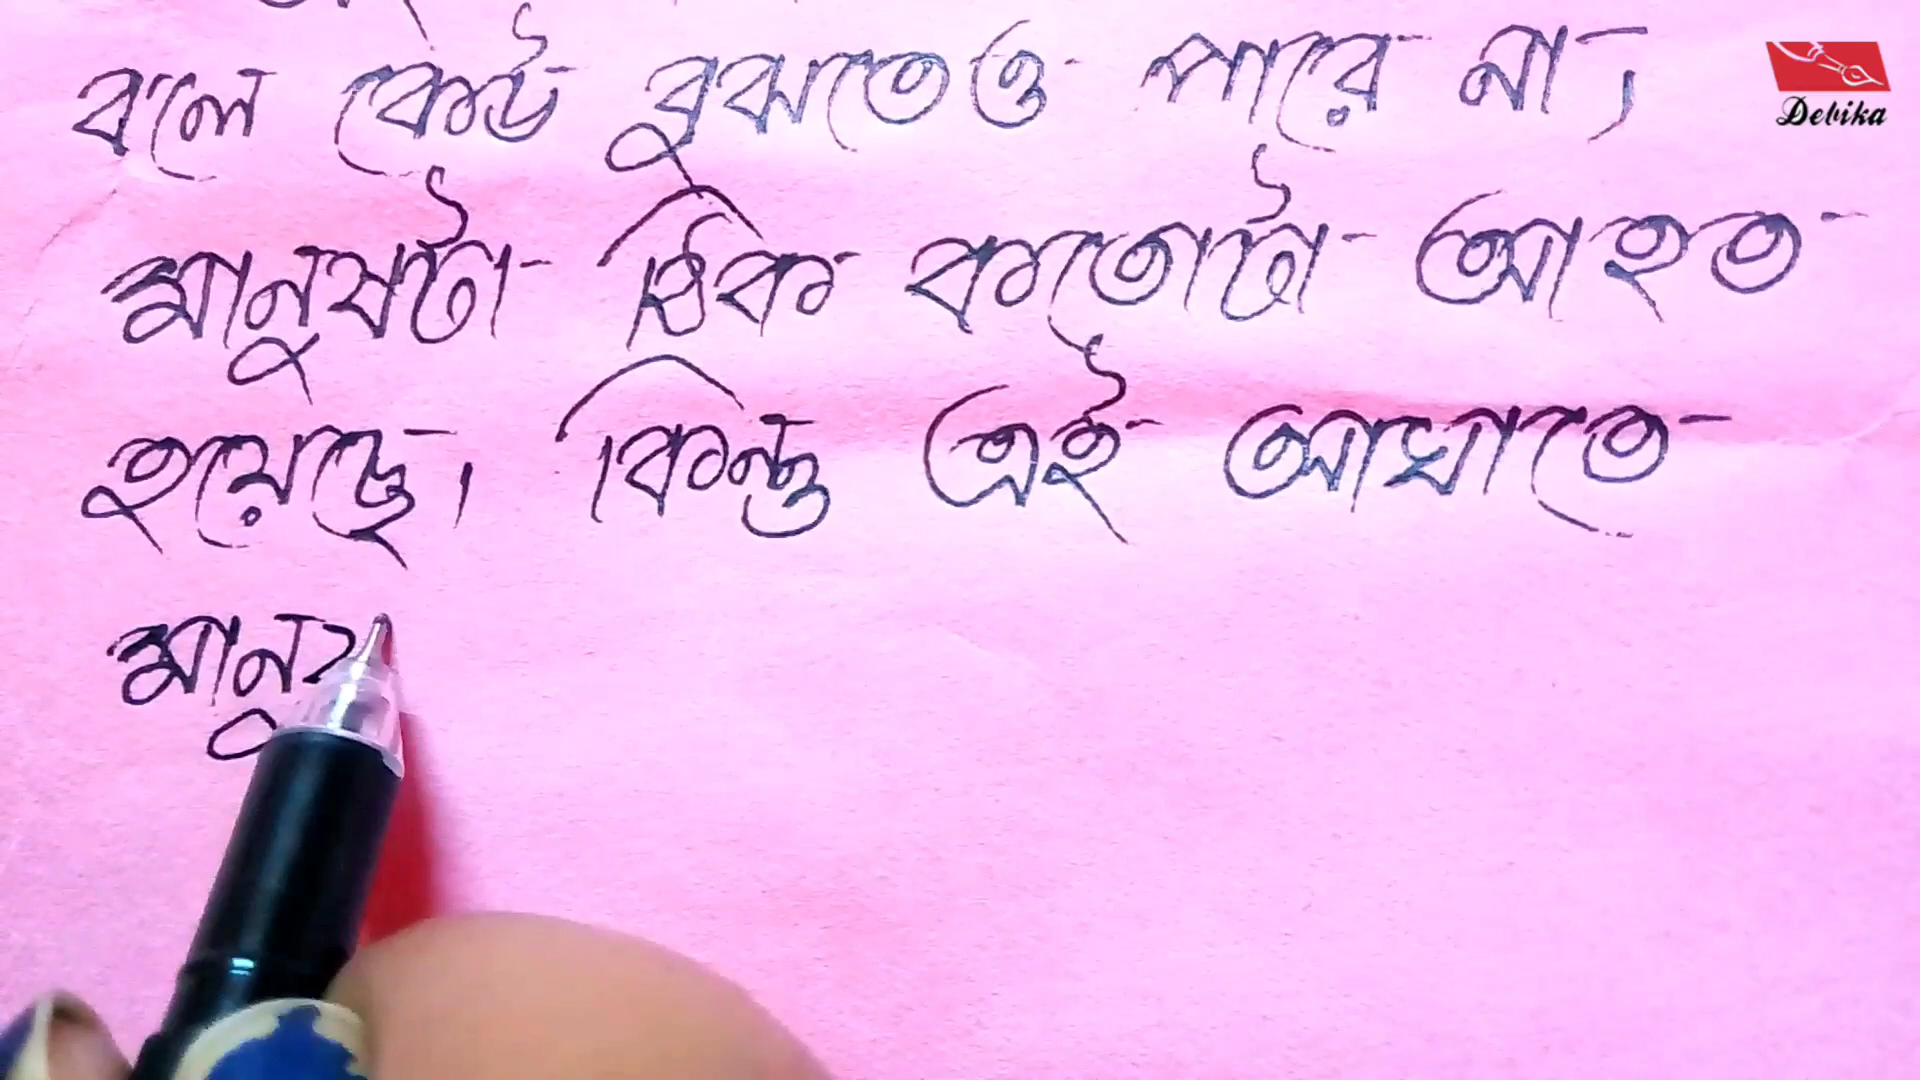 বলে কেউ বুঝতেও পারে না,
মানুষটা ঠিক কতোটা আহত
হয়েছে। কিন্তু এই আঘাতে
মানুষ
Debika